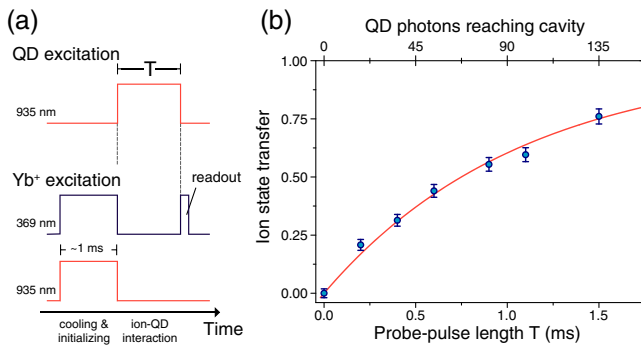 (a)
QD excitation
T
935 nm
Yb⁺ excitation
readout
369 nm
~1 ms
935 nm
Time
cooling &
initializing
ion-QD
interaction
(b)
QD photons reaching cavity
0 45 90 135
1.00
0.75
0.50
0.25
0.00
Ion state transfer
0.0 0.5 1.0 1.5
Probe-pulse length T (ms)